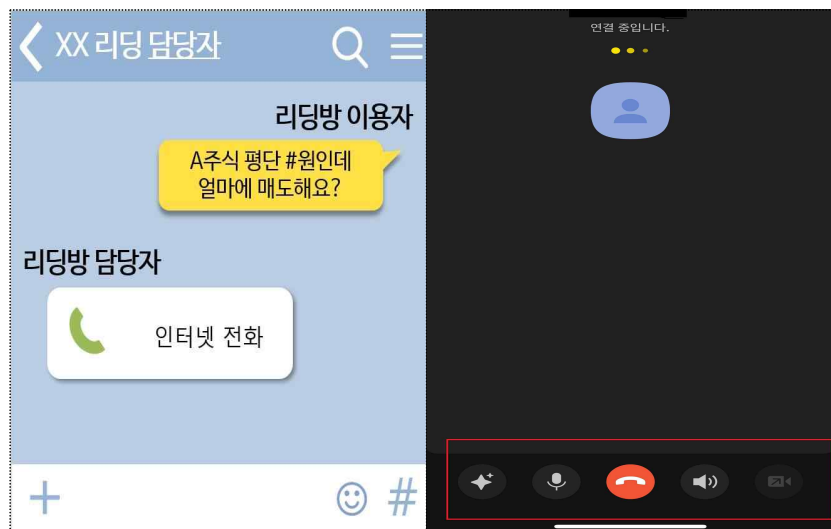 XX 리딩 담당자
리딩방 이용자
A주식 평단 #원인데
얼마에 매도해요?
리딩방 담당자
인터넷 전화
#
연결 중입니다.